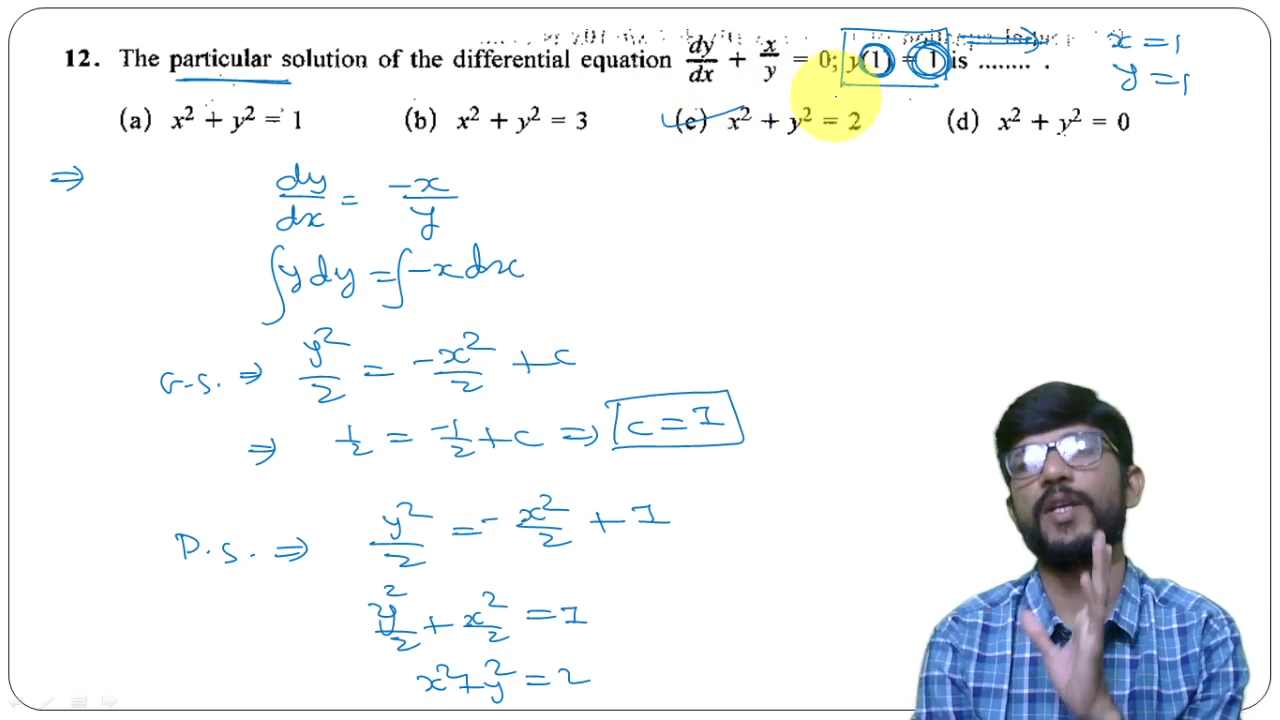 12. The particular solution of the differential equation dy/dx + x/y = 0; y(1) = 1 is ........ .
x = 1
y = 1
(a) x² + y² = 1 (b) x² + y² = 3 (c) x² + y² = 2 (d) x² + y² = 0
⇒ dy/dx = -x/y
∫y dy = ∫-x dx
G.S. ⇒ y²/2 = -x²/2 + c
⇒ 1/2 = -1/2 + c ⇒ c = 1
P.S. ⇒ y²/2 = - x²/2 + 1
y²/2 + x²/2 = 1
x² + y² = 2